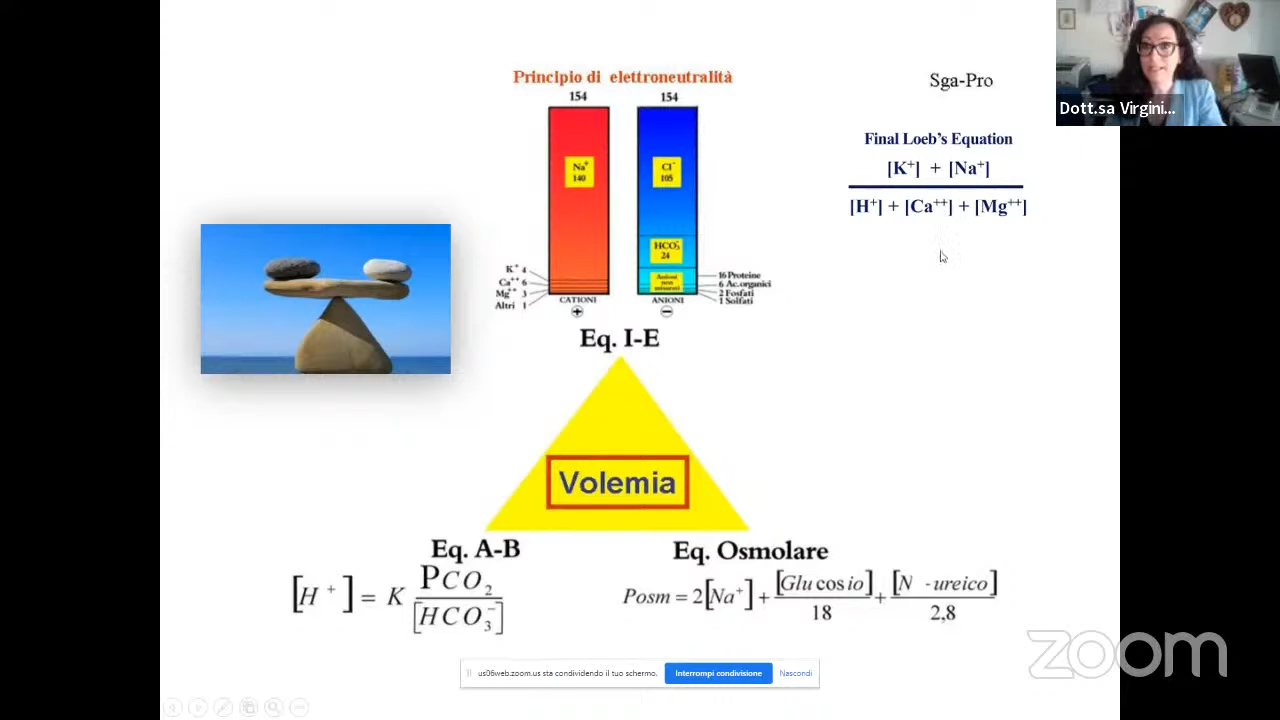 Principio di elettroneutralità
154
154
Na+
140
Cl-
105
HCO3-
24
Anioni
non
misurati
K+ 4
Ca++ 6
Mg++ 3
Altri 1
CATIONI
+
ANIONI
−
16 Proteine
6 Ac.organici
2 Fosfati
1 Solfati
Sga-Pro
Final Loeb's Equation
[K+] + [Na+]
[H+] + [Ca++] + [Mg++]
Dott.sa Virgini...
Eq. I-E
Volemia
Eq. A-B
[H+] = K PCO2 / [HCO3-]
Eq. Osmolare
Posm = 2[Na+] + [Glucosio] / 18 + [N -ureico] / 2,8
zoom
us06web.zoom.us sta condividendo il tuo schermo.
Interrompi condivisione
Nascondi